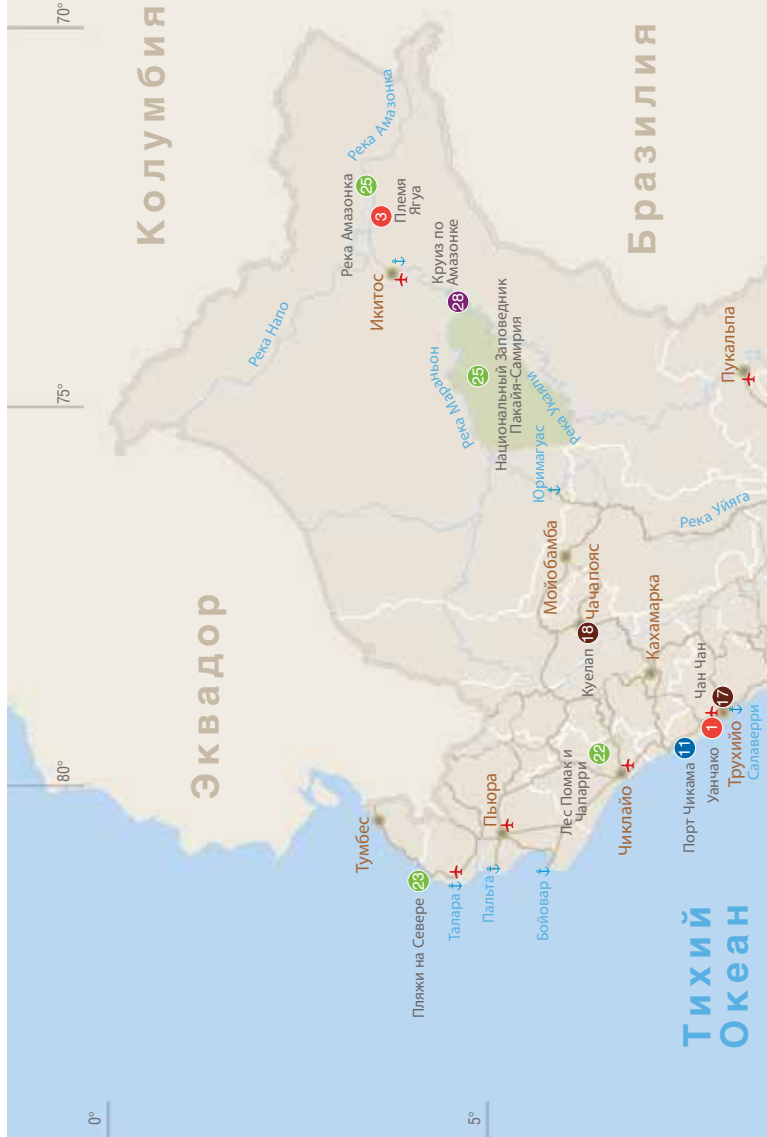 0°
5°
80°
75°
70°
Эквадор
Колумбия
Бразилия
Тихий
Океан
Тумбес
Пляжи на Севере
23
Талара
Пальта
Пьюра
Бойовар
Лес Помак и
Чапарри
22
Чиклайо
Порт Чикама
11
Уанчако
1
Чан Чан
17
Трухийо
Салаверри
Кахамарка
Куелап
18
Чачапояс
Мойобамба
Юримагуас
Река Уйяга
Река Укаяли
Река Мараньон
25
Национальный Заповедник
Пакайя-Самирия
28
Круиз по
Амазонке
Икитос
Река Напо
Река Амазонка
25
3
Племя
Ягуа
Река Амазонка
Пукальпа